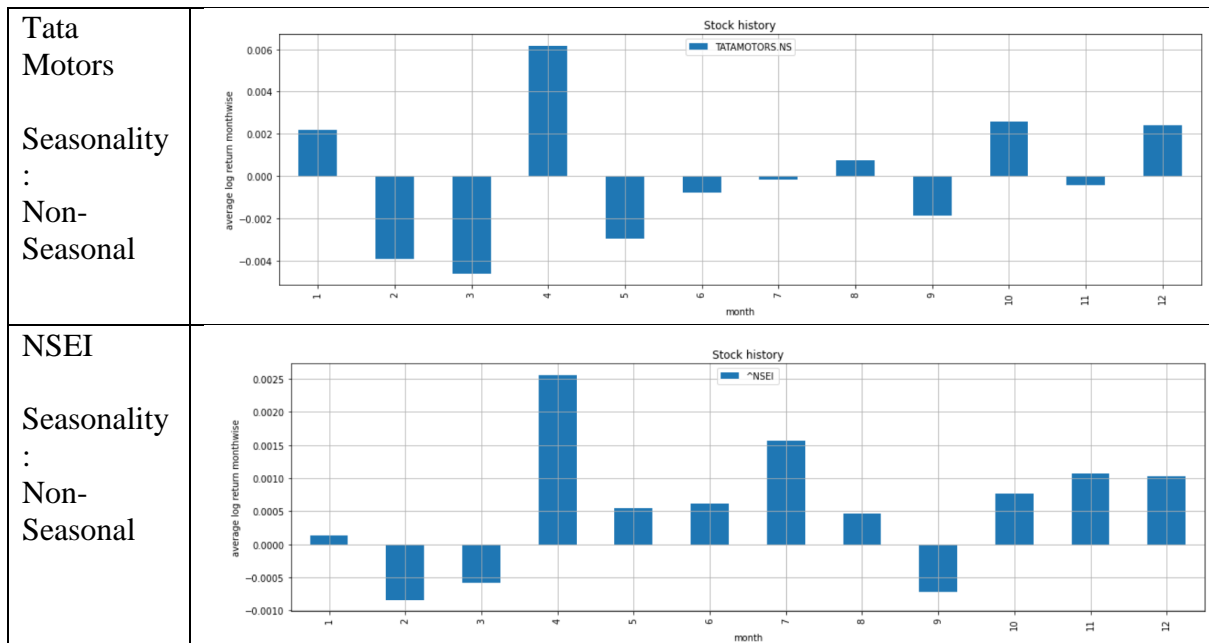 Tata
Motors
Seasonality
:
Non-
Seasonal
Stock history
TATAMOTORS.NS
average log return monthwise
0.006
0.004
0.002
0.000
−0.002
−0.004
1 2 3 4 5 6 7 8 9 10 11 12
month
NSEI
Seasonality
:
Non-
Seasonal
Stock history
^NSEI
average log return monthwise
0.0025
0.0020
0.0015
0.0010
0.0005
0.0000
−0.0005
−0.0010
1 2 3 4 5 6 7 8 9 10 11 12
month